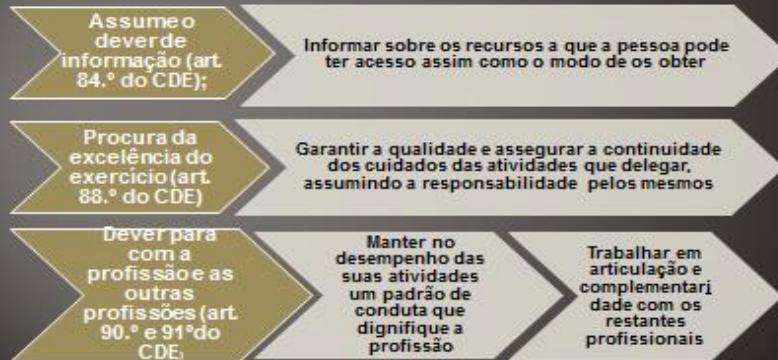 Assume o
dever de
informação (art.
84.º do CDE);
Informar sobre os recursos a que a pessoa pode
ter acesso assim como o modo de os obter
Procura da
excelência do
exercício (art.
88.º do CDE)
Garantir a qualidade e assegurar a continuidade
dos cuidados das atividades que delegar,
assumindo a responsabilidade pelos mesmos
Dever para
com a
profissão e as
outras
profissões (art.
90.º e 91ºdo
CDE)
Manter no
desempenho das
suas atividades
um padrão de
conduta que
dignifique a
profissão
Trabalhar em
articulação e
complementari
dade com os
restantes
profissionais